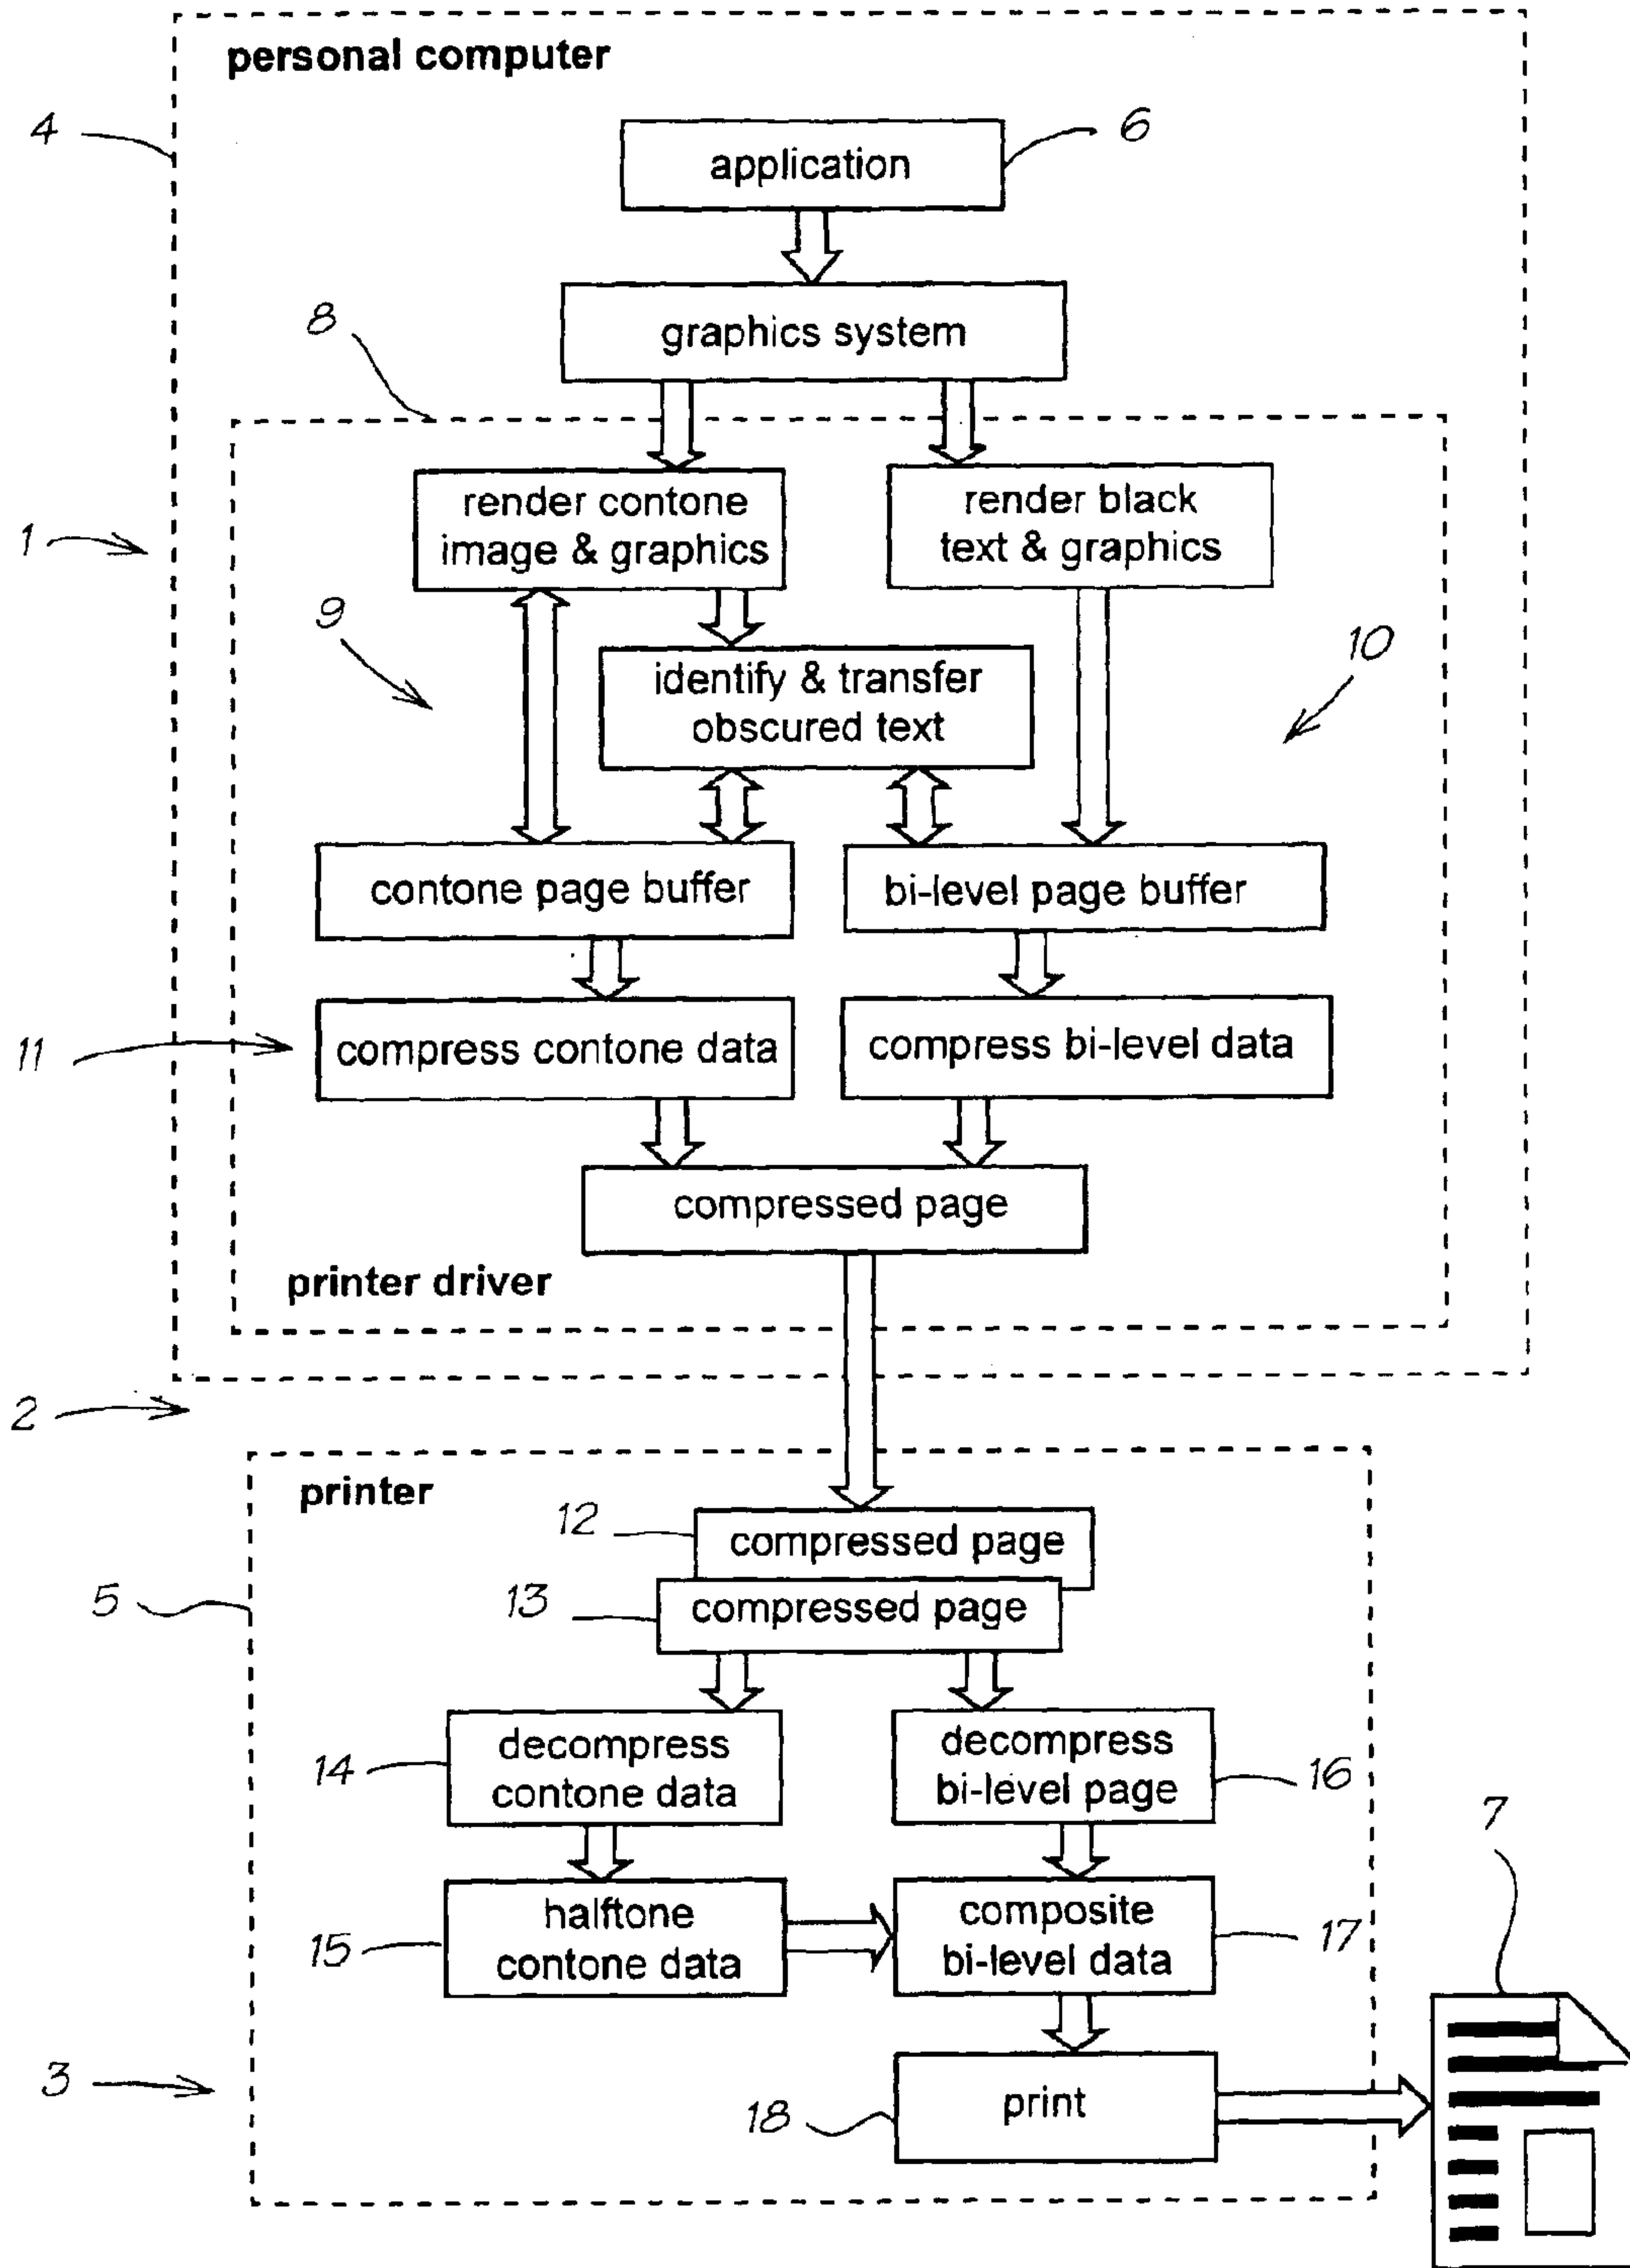 personal computer
4
6
application
8
graphics system
1
render contone
image & graphics
render black
text & graphics
9
10
identify & transfer
obscured text
contone page buffer
bi-level page buffer
11
compress contone data
compress bi-level data
compressed page
printer driver
2
printer
12
compressed page
5
13
compressed page
14
decompress
contone data
decompress
bi-level page
16
7
15
halftone
contone data
composite
bi-level data
17
3
18
print